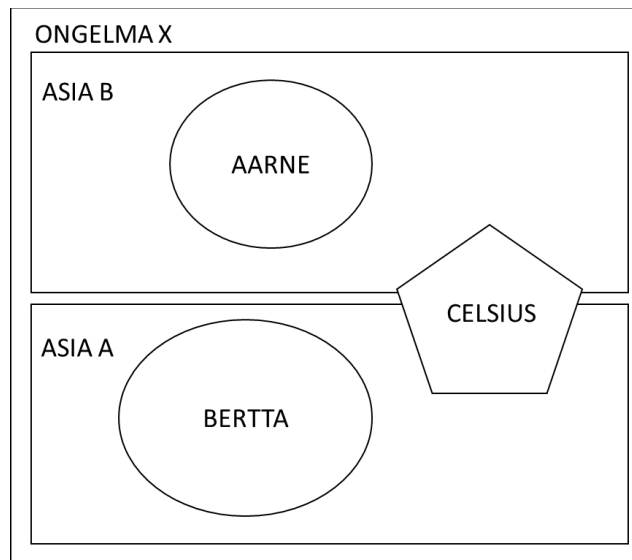 ONGELMA X
ASIA B
AARNE
CELSIUS
ASIA A
BERTTA